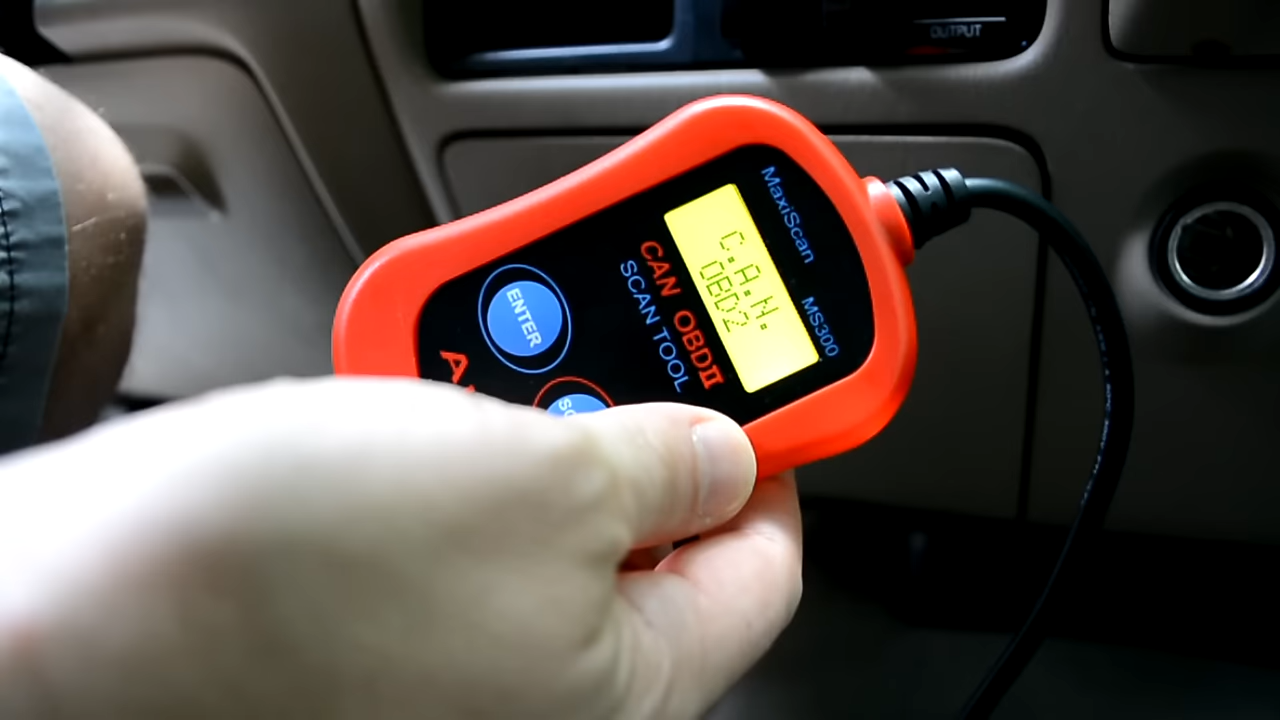 OUTPUT
MaxiScan MS300
C.A.N.
OBD2
CAN OBDII
SCAN TOOL
ENTER